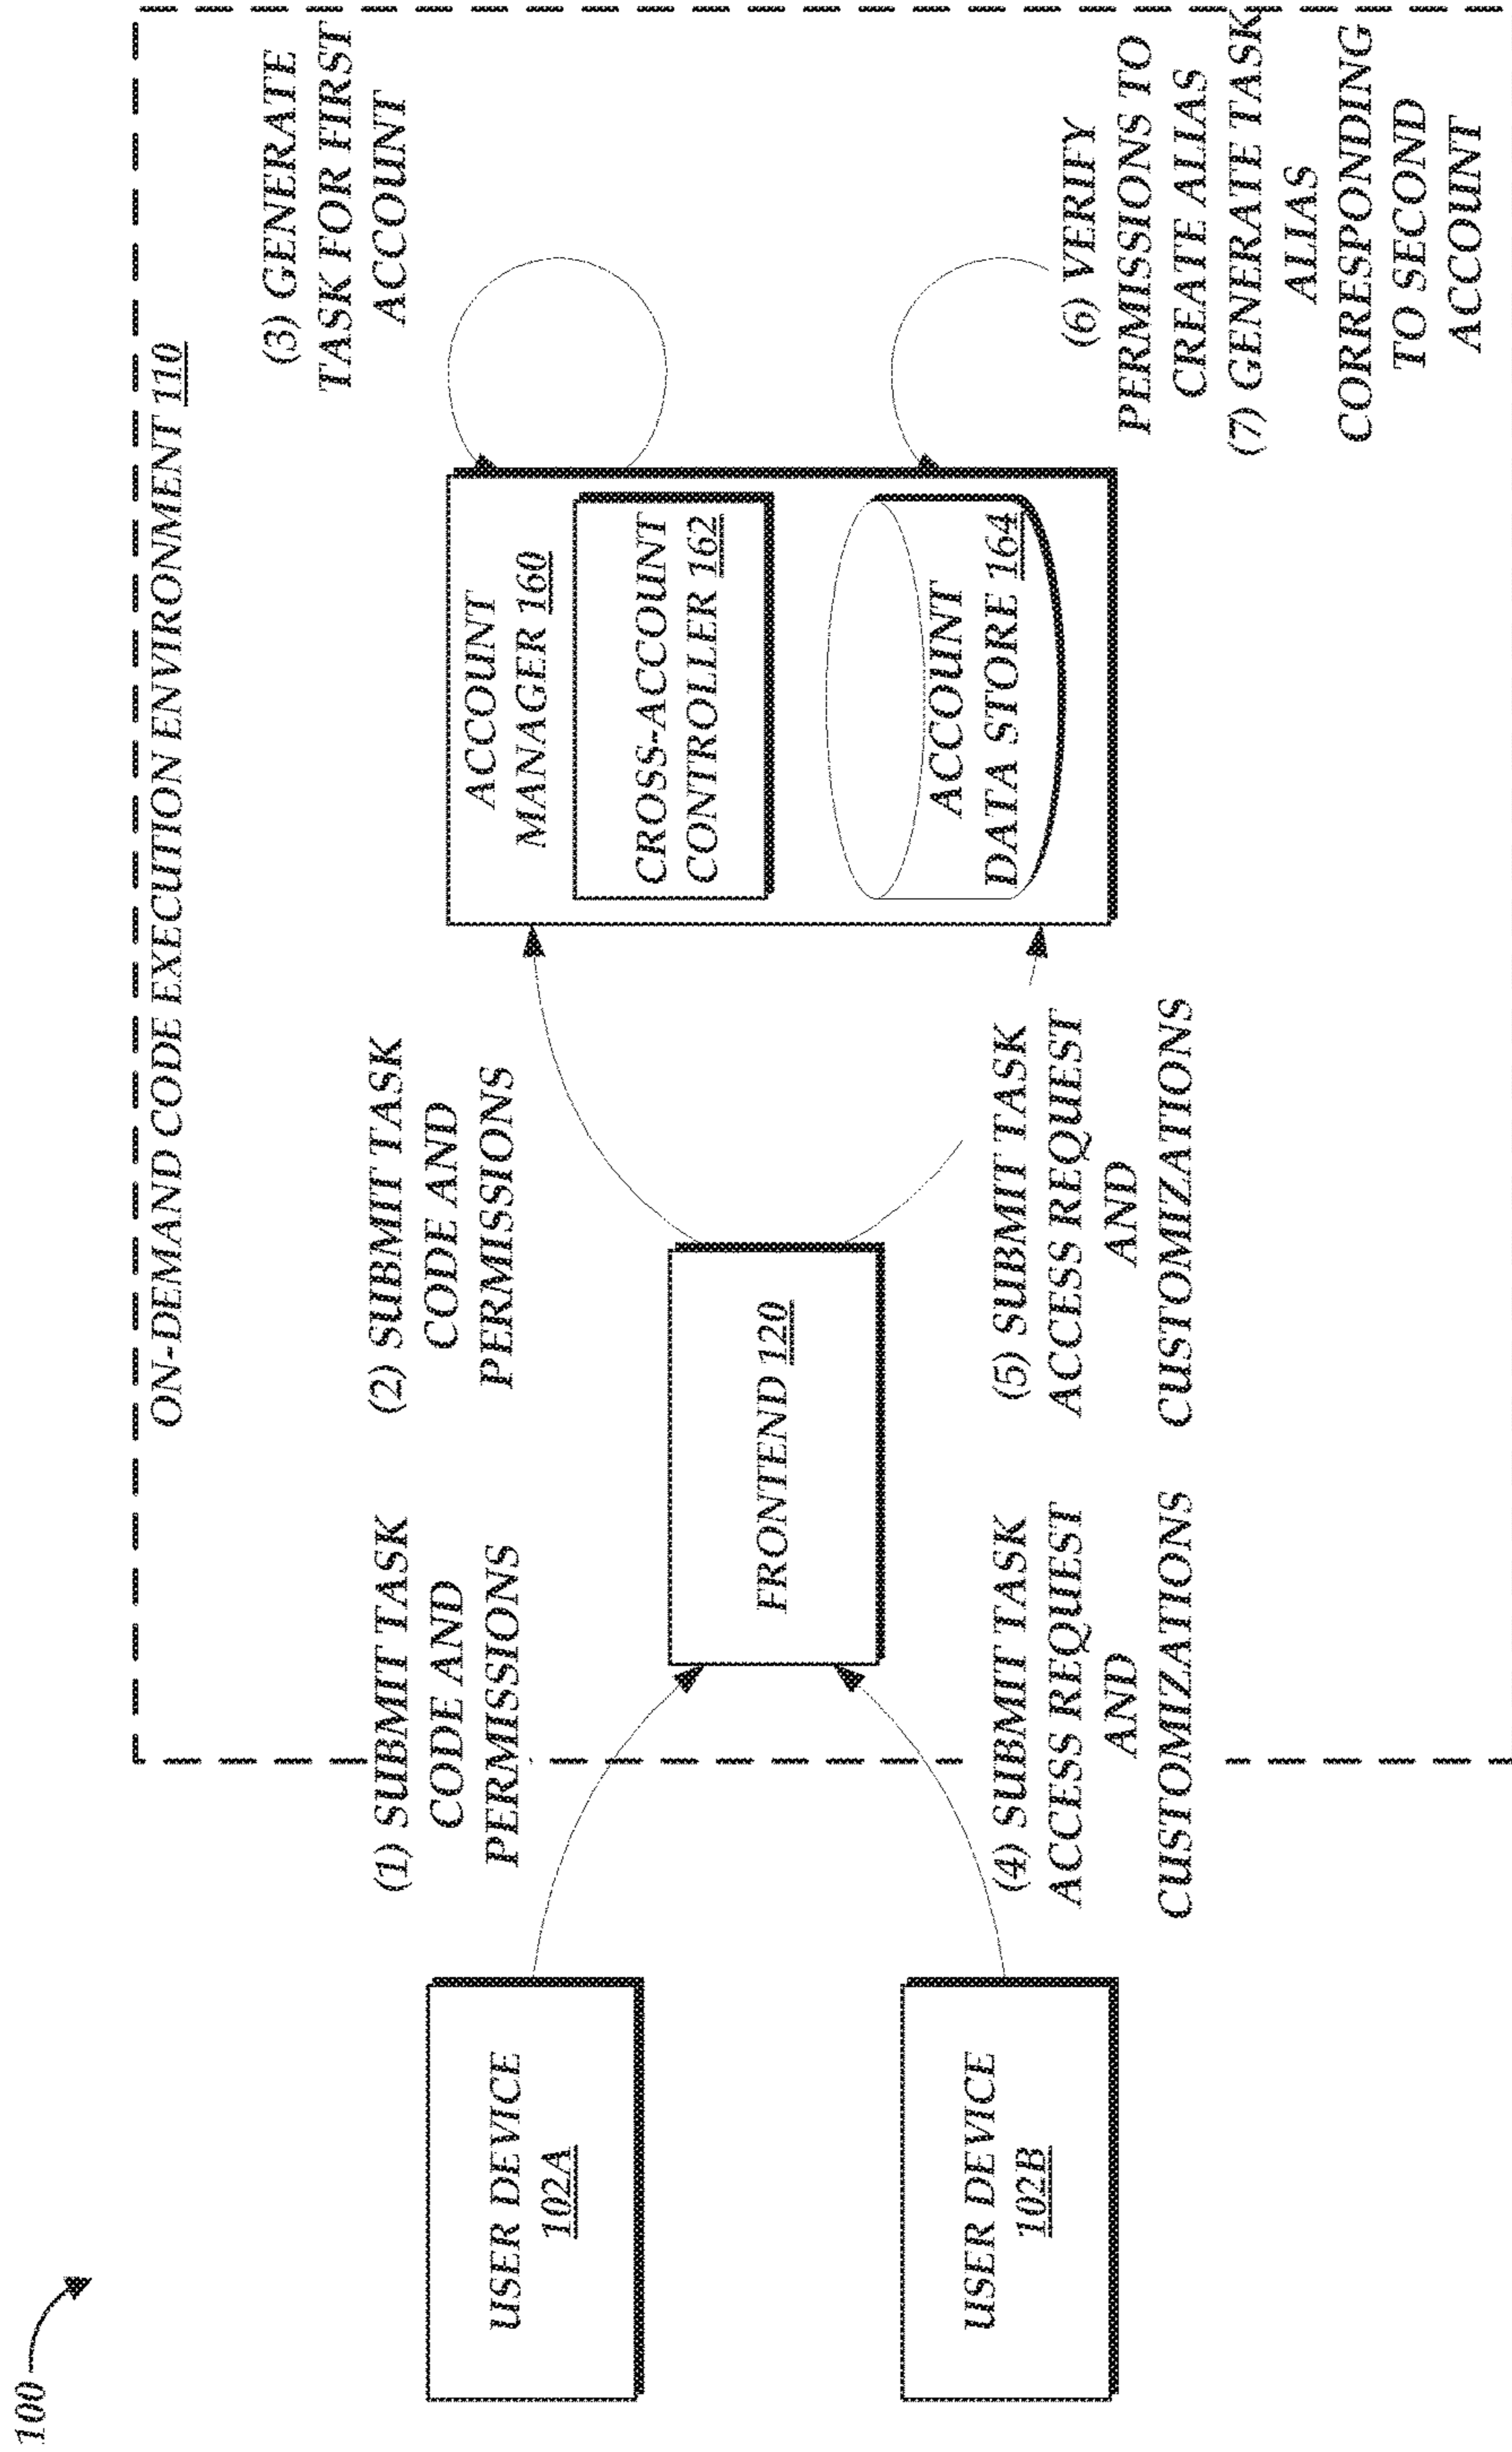 100
ON-DEMAND CODE EXECUTION ENVIRONMENT 110
(3) GENERATE
TASK FOR FIRST
ACCOUNT
(1) SUBMIT TASK
CODE AND
PERMISSIONS
(2) SUBMIT TASK
CODE AND
PERMISSIONS
USER DEVICE
102A
FRONTEND 120
ACCOUNT
MANAGER 160
CROSS-ACCOUNT
CONTROLLER 162
ACCOUNT
DATA STORE 164
USER DEVICE
102B
(4) SUBMIT TASK
ACCESS REQUEST
AND
CUSTOMIZATIONS
(5) SUBMIT TASK
ACCESS REQUEST
AND
CUSTOMIZATIONS
(6) VERIFY
PERMISSIONS TO
CREATE ALIAS
(7) GENERATE TASK
ALIAS
CORRESPONDING
TO SECOND
ACCOUNT